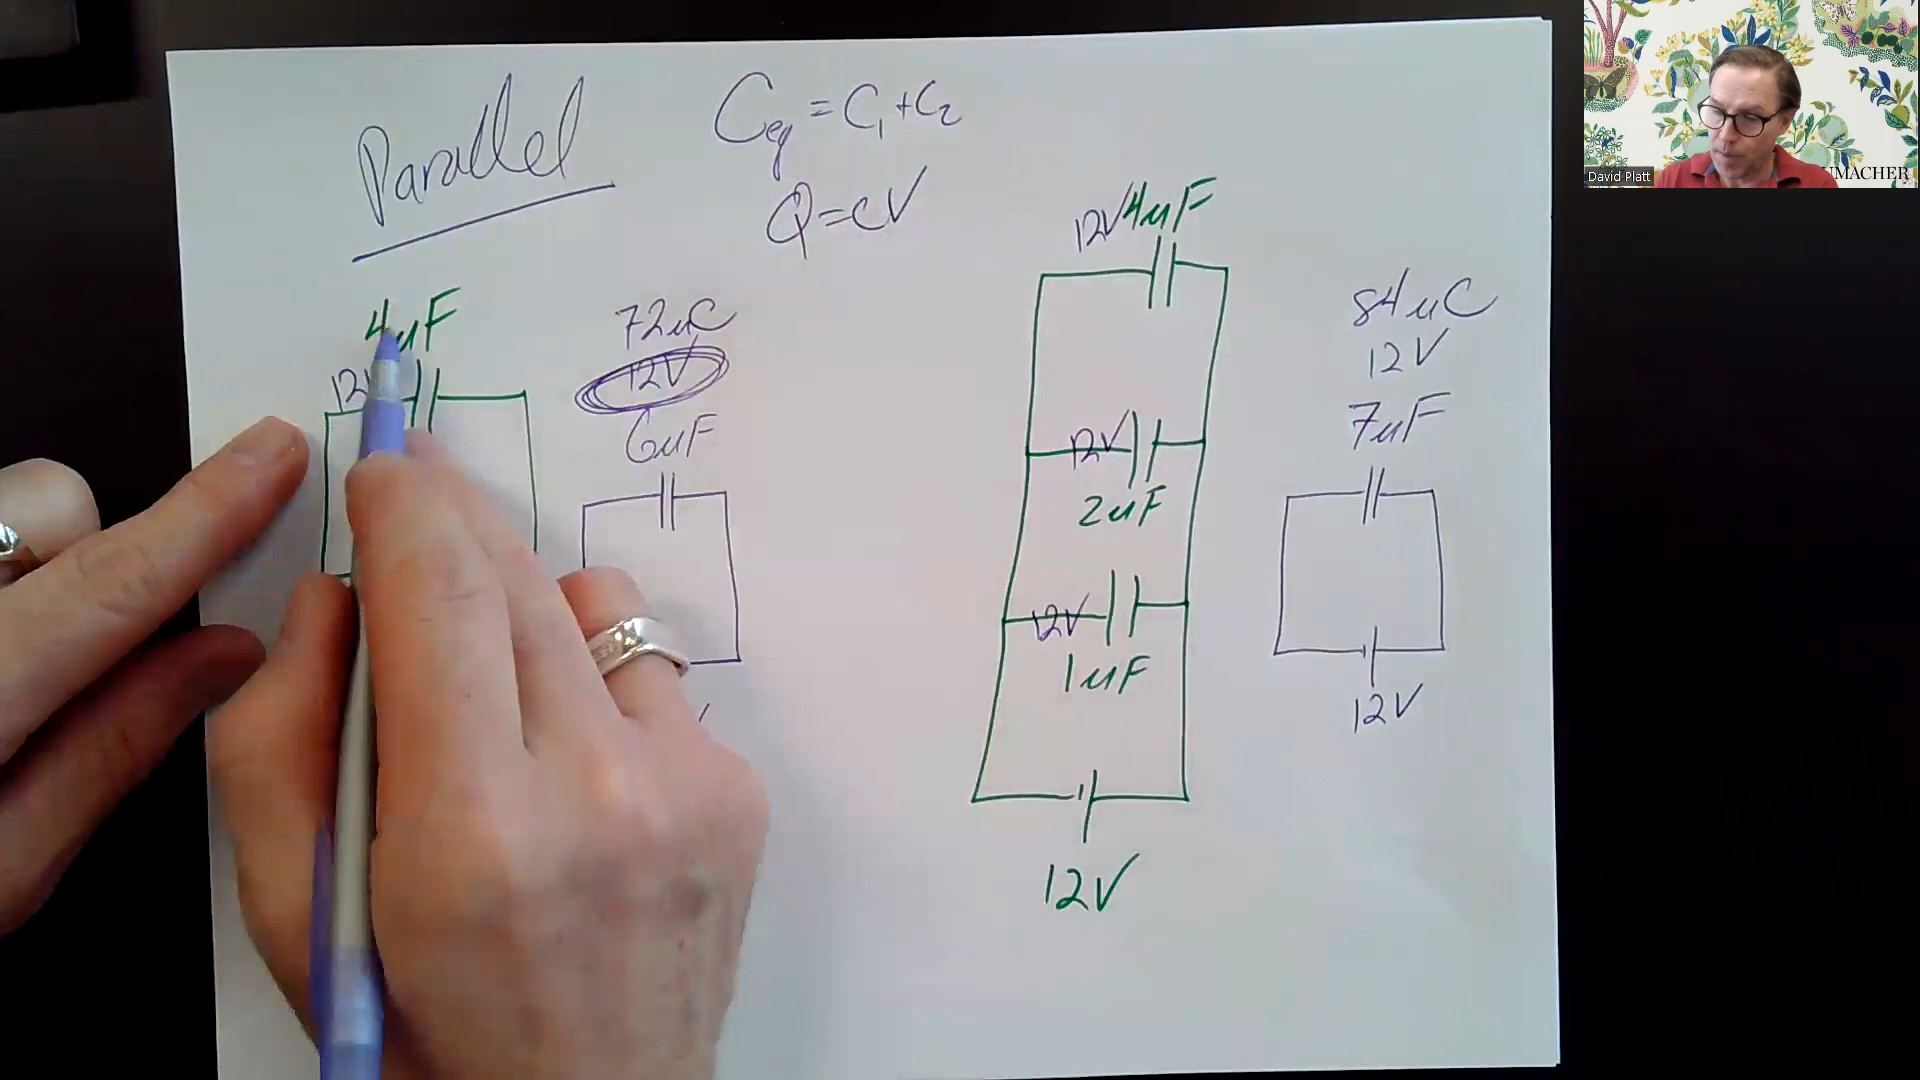 Parallel
Ceq = C1 + C2
Q = CV
4uF
12V
72uC
12V
6uF
12V 4uF
12V
2uF
12V
1uF
12V
84uC
12V
7uF
12V
David Platt
UMACHER